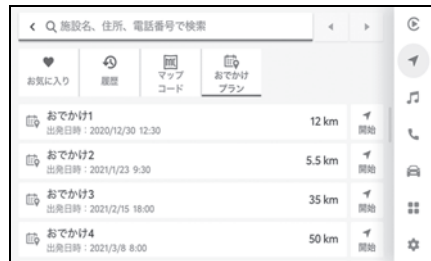 施設名、住所、電話番号で検索
お気に入り
履歴
マップ
コード
おでかけ
プラン
おでかけ1
出発日時：2020/12/30 12:30
12 km
開始
おでかけ2
出発日時：2021/1/23 9:30
5.5 km
開始
おでかけ3
出発日時：2021/2/15 18:00
35 km
開始
おでかけ4
出発日時：2021/3/8 8:00
50 km
開始